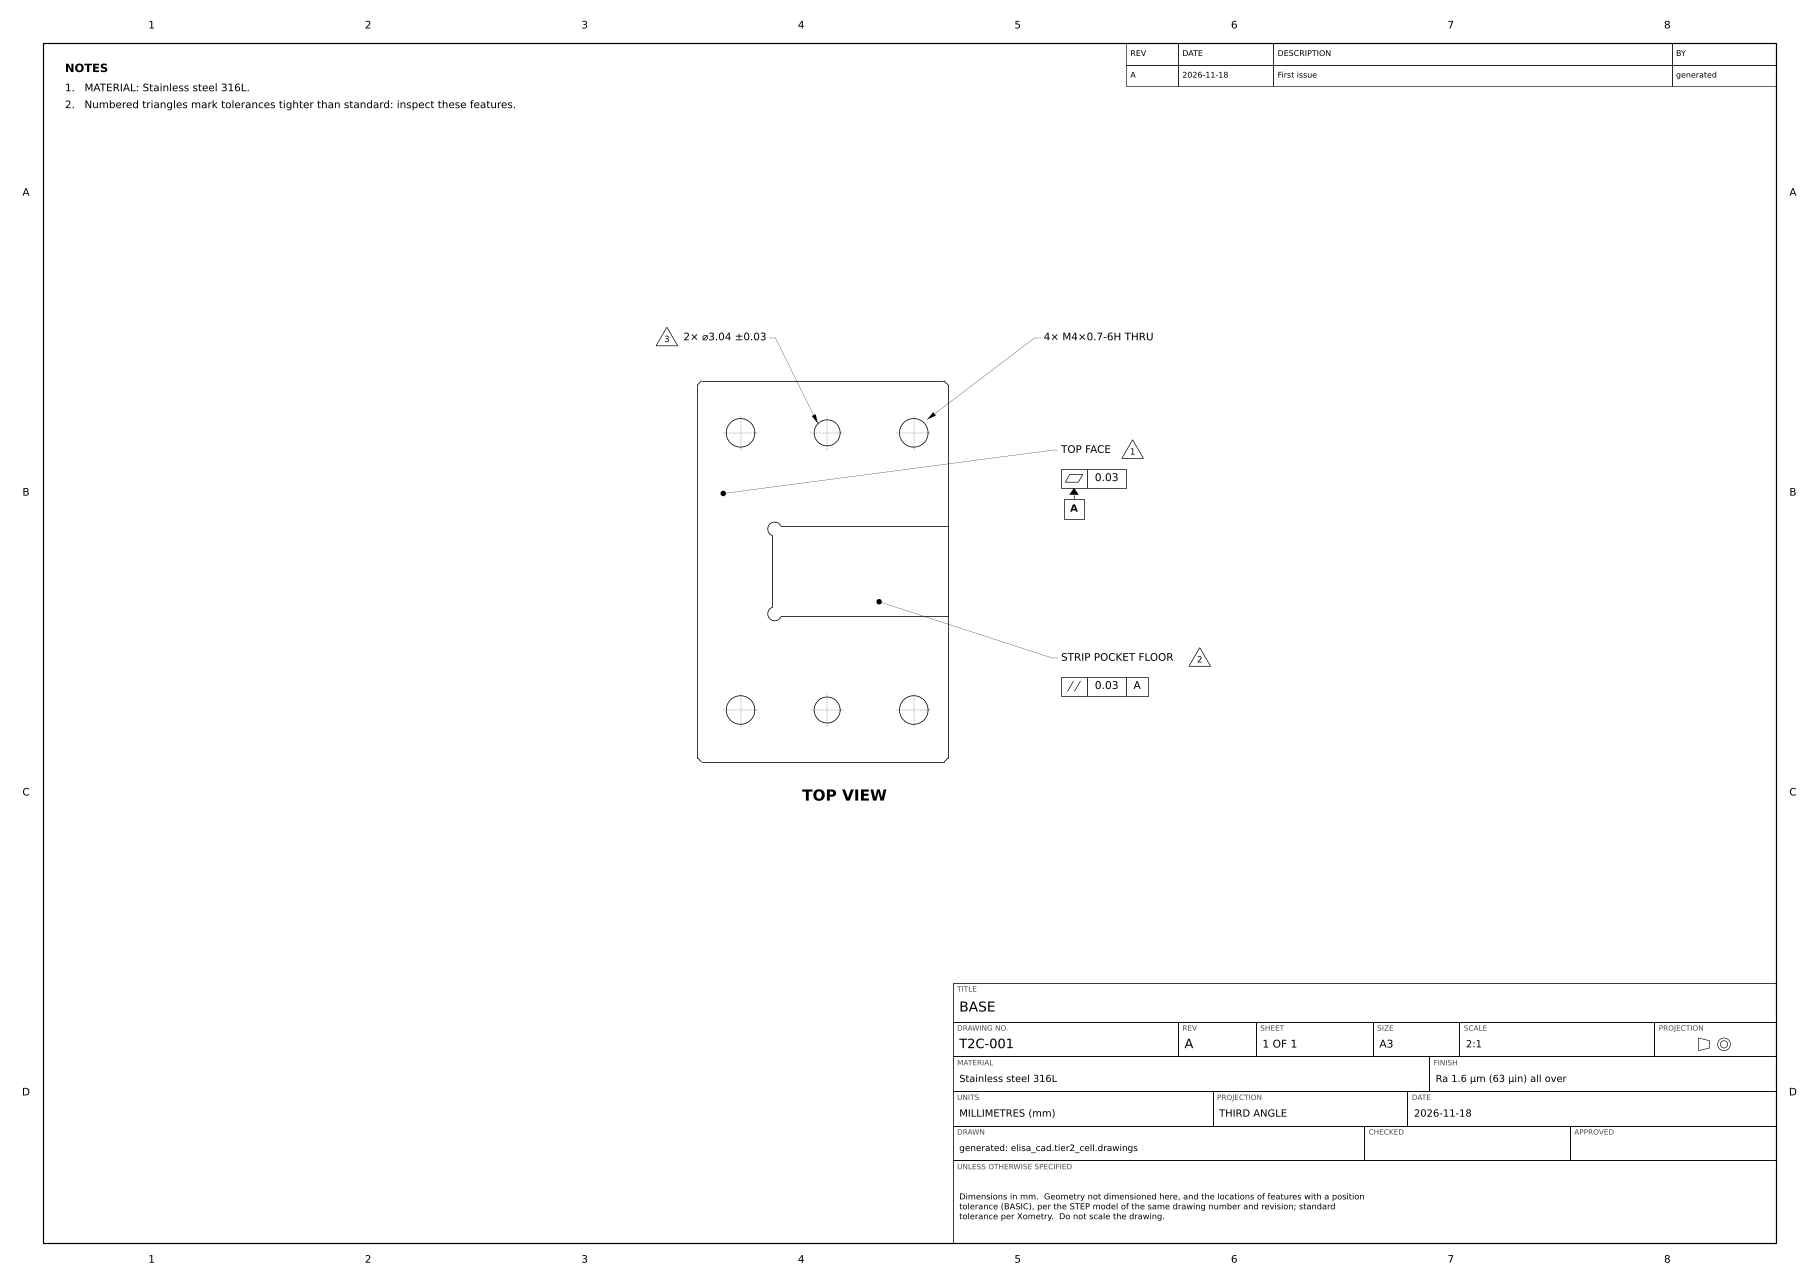 1 2 3 4 5 6 7 8
REV DATE DESCRIPTION BY
A 2026-11-18 First issue generated
NOTES
1. MATERIAL: Stainless steel 316L.
2. Numbered triangles mark tolerances tighter than standard: inspect these features.
A A
3 2× ⌀3.04 ±0.03
4× M4×0.7-6H THRU
TOP FACE 1
0.03
A
B B
STRIP POCKET FLOOR 2
// 0.03 A
TOP VIEW
C C
TITLE
BASE
DRAWING NO. REV SHEET SIZE SCALE PROJECTION
T2C-001 A 1 OF 1 A3 2:1
MATERIAL FINISH
Stainless steel 316L Ra 1.6 µm (63 µin) all over
D D
UNITS PROJECTION DATE
MILLIMETRES (mm) THIRD ANGLE 2026-11-18
DRAWN CHECKED APPROVED
generated: elisa_cad.tier2_cell.drawings
UNLESS OTHERWISE SPECIFIED
Dimensions in mm. Geometry not dimensioned here, and the locations of features with a position
tolerance (BASIC), per the STEP model of the same drawing number and revision; standard
tolerance per Xometry. Do not scale the drawing.
1 2 3 4 5 6 7 8